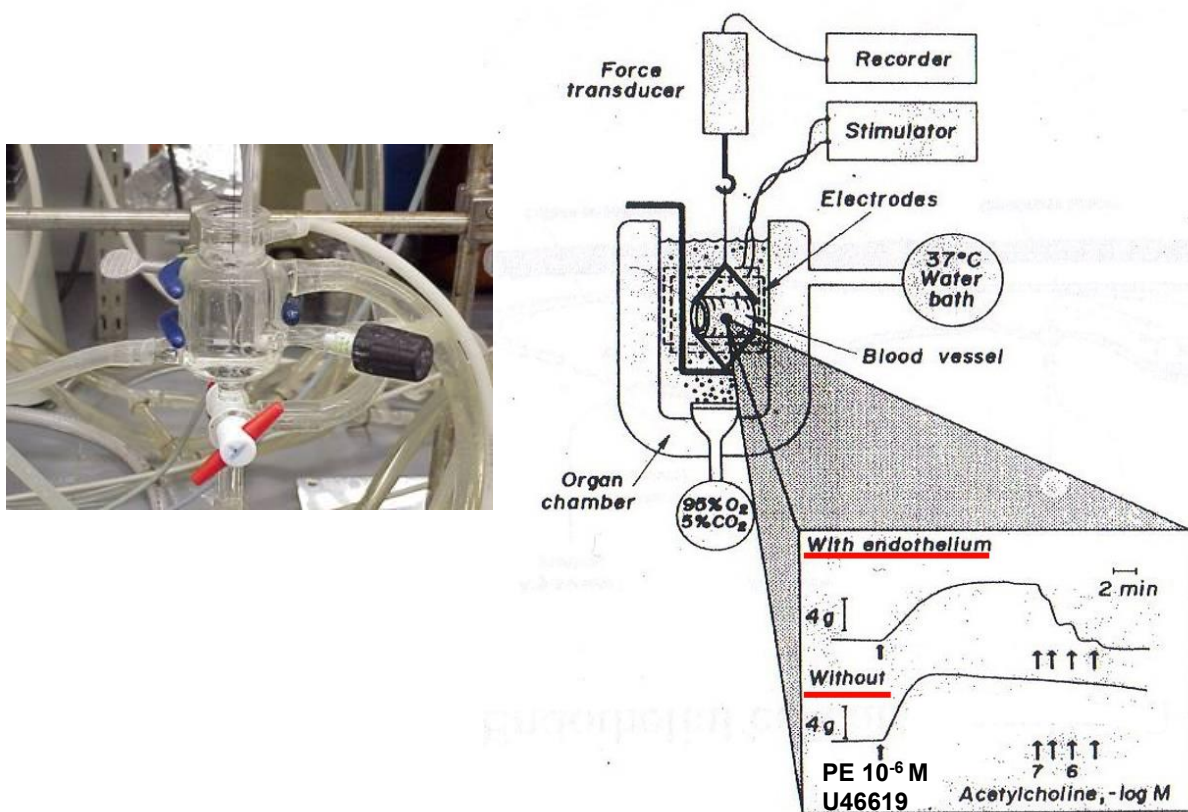 Force
transducer
Recorder
Stimulator
Electrodes
37°C
Water
bath
Blood vessel
Organ
chamber
95% O₂
5% CO₂
With endothelium
2 min
4g
Without
4g
7 6
PE 10⁻⁶ M
U46619
Acetylcholine, -log M